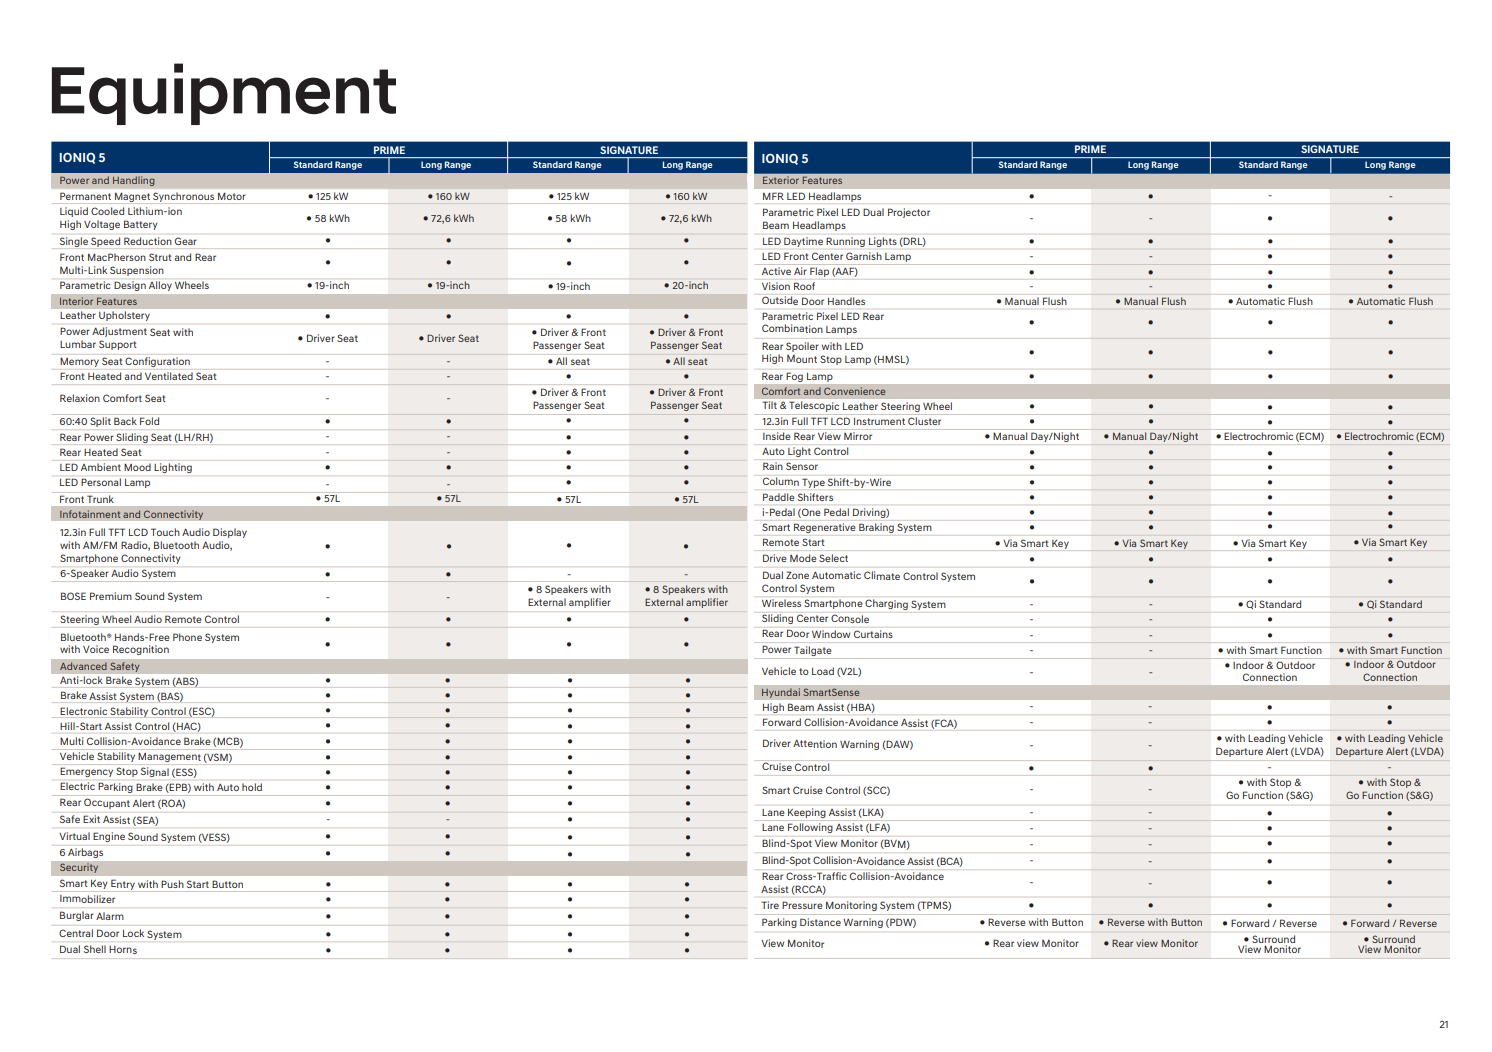 Equipment
IONIQ 5 PRIME SIGNATURE
Standard Range Long Range Standard Range Long Range
Power and Handling
Permanent Magnet Synchronous Motor • 125 kW • 160 kW • 125 kW • 160 kW
Liquid Cooled Lithium-ion
High Voltage Battery • 58 kWh • 72,6 kWh • 58 kWh • 72,6 kWh
Single Speed Reduction Gear • • • •
Front MacPherson Strut and Rear
Multi-Link Suspension • • • •
Parametric Design Alloy Wheels • 19-inch • 19-inch • 19-inch • 20-inch
Interior Features
Leather Upholstery • • • •
Power Adjustment Seat with • Driver & Front • Driver & Front
Lumbar Support • Driver Seat • Driver Seat Passenger Seat Passenger Seat
Memory Seat Configuration - - • All seat • All seat
Front Heated and Ventilated Seat - - • •
Relaxion Comfort Seat - - • Driver & Front • Driver & Front
Passenger Seat Passenger Seat
60:40 Split Back Fold • • • •
Rear Power Sliding Seat (LH/RH) - - • •
Rear Heated Seat - - • •
LED Ambient Mood Lighting • • • •
LED Personal Lamp - - • •
Front Trunk • 57L • 57L • 57L • 57L
Infotainment and Connectivity
12.3in Full TFT LCD Touch Audio Display
with AM/FM Radio, Bluetooth Audio, • • • •
Smartphone Connectivity
6-Speaker Audio System • • - -
BOSE Premium Sound System - - • 8 Speakers with • 8 Speakers with
External amplifier External amplifier
Steering Wheel Audio Remote Control • • • •
Bluetooth® Hands-Free Phone System
with Voice Recognition • • • •
Advanced Safety
Anti-lock Brake System (ABS) • • • •
Brake Assist System (BAS) • • • •
Electronic Stability Control (ESC) • • • •
Hill-Start Assist Control (HAC) • • • •
Multi Collision-Avoidance Brake (MCB) • • • •
Vehicle Stability Management (VSM) • • • •
Emergency Stop Signal (ESS) • • • •
Electric Parking Brake (EPB) with Auto hold • • • •
Rear Occupant Alert (ROA) • • • •
Safe Exit Assist (SEA) - - • •
Virtual Engine Sound System (VESS) • • • •
6 Airbags • • • •
Security
Smart Key Entry with Push Start Button • • • •
Immobilizer • • • •
Burglar Alarm • • • •
Central Door Lock System • • • •
Dual Shell Horns • • • •
IONIQ 5 PRIME SIGNATURE
Standard Range Long Range Standard Range Long Range
Exterior Features
MFR LED Headlamps • • - -
Parametric Pixel LED Dual Projector
Beam Headlamps - - • •
LED Daytime Running Lights (DRL) • • • •
LED Front Center Garnish Lamp - - • •
Active Air Flap (AAF) • • • •
Vision Roof - - • •
Outside Door Handles • Manual Flush • Manual Flush • Automatic Flush • Automatic Flush
Parametric Pixel LED Rear
Combination Lamps • • • •
Rear Spoiler with LED
High Mount Stop Lamp (HMSL) • • • •
Rear Fog Lamp • • • •
Comfort and Convenience
Tilt & Telescopic Leather Steering Wheel • • • •
12.3in Full TFT LCD Instrument Cluster • • • •
Inside Rear View Mirror • Manual Day/Night • Manual Day/Night • Electrochromic (ECM) • Electrochromic (ECM)
Auto Light Control • • • •
Rain Sensor • • • •
Column Type Shift-by-Wire • • • •
Paddle Shifters • • • •
i-Pedal (One Pedal Driving) • • • •
Smart Regenerative Braking System • • • •
Remote Start • Via Smart Key • Via Smart Key • Via Smart Key • Via Smart Key
Drive Mode Select • • • •
Dual Zone Automatic Climate Control System
Control System • • • •
Wireless Smartphone Charging System - - • Qi Standard • Qi Standard
Sliding Center Console - - • •
Rear Door Window Curtains - - • •
Power Tailgate - - • with Smart Function • with Smart Function
Vehicle to Load (V2L) - - • Indoor & Outdoor • Indoor & Outdoor
Connection Connection
Hyundai SmartSense
High Beam Assist (HBA) - - • •
Forward Collision-Avoidance Assist (FCA) - - • •
Driver Attention Warning (DAW) - - • with Leading Vehicle • with Leading Vehicle
Departure Alert (LVDA) Departure Alert (LVDA)
Cruise Control • • - -
Smart Cruise Control (SCC) - - • with Stop & • with Stop &
Go Function (S&G) Go Function (S&G)
Lane Keeping Assist (LKA) - - • •
Lane Following Assist (LFA) - - • •
Blind-Spot View Monitor (BVM) - - • •
Blind-Spot Collision-Avoidance Assist (BCA) - - • •
Rear Cross-Traffic Collision-Avoidance
Assist (RCCA) - - • •
Tire Pressure Monitoring System (TPMS) • • • •
Parking Distance Warning (PDW) • Reverse with Button • Reverse with Button • Forward / Reverse • Forward / Reverse
View Monitor • Rear view Monitor • Rear view Monitor • Surround • Surround
View Monitor View Monitor
21